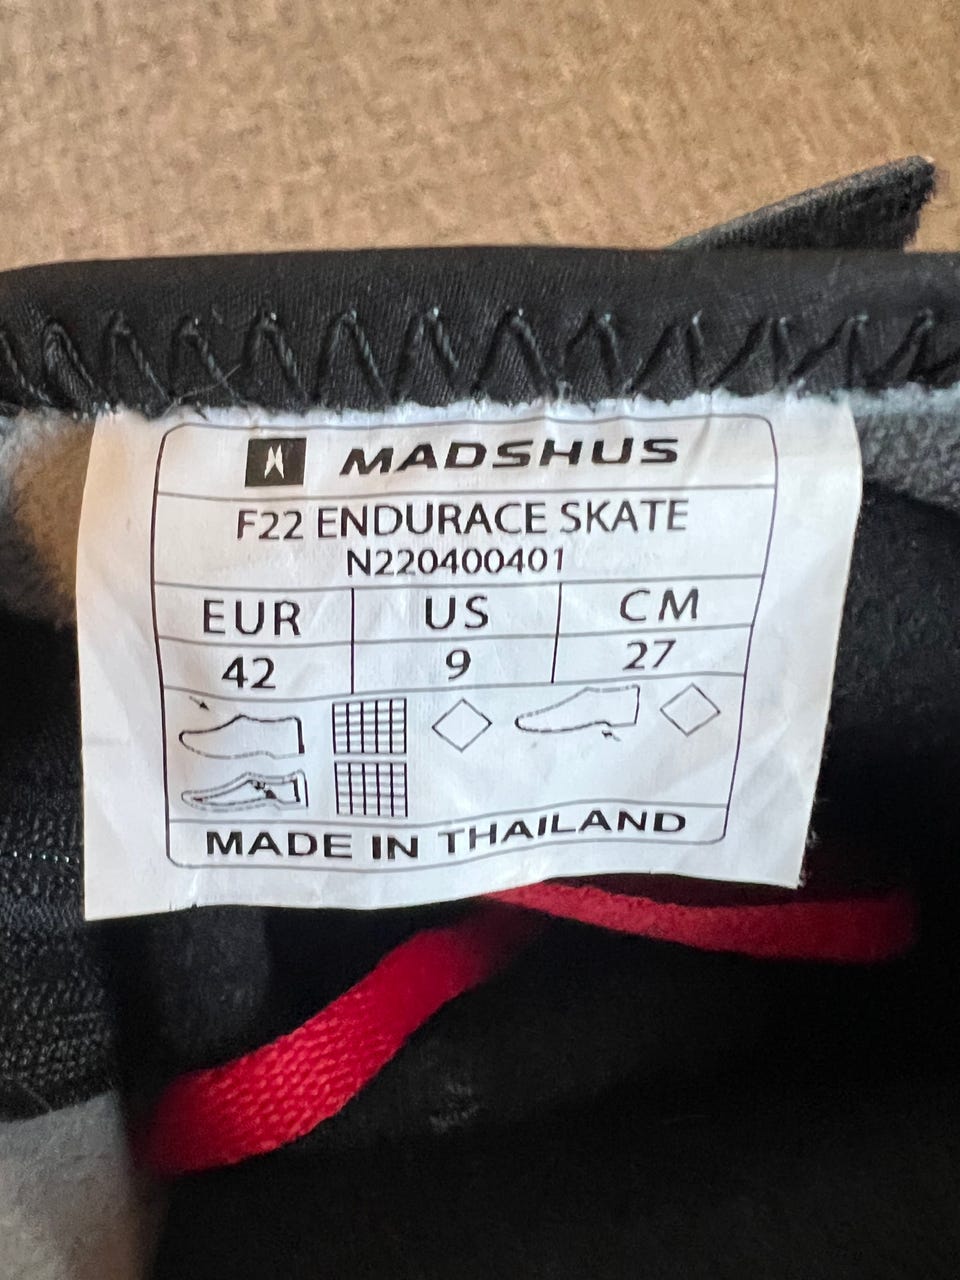 MADSHUS
F22 ENDURACE SKATE
N220400401
EUR US CM
42 9 27
MADE IN THAILAND